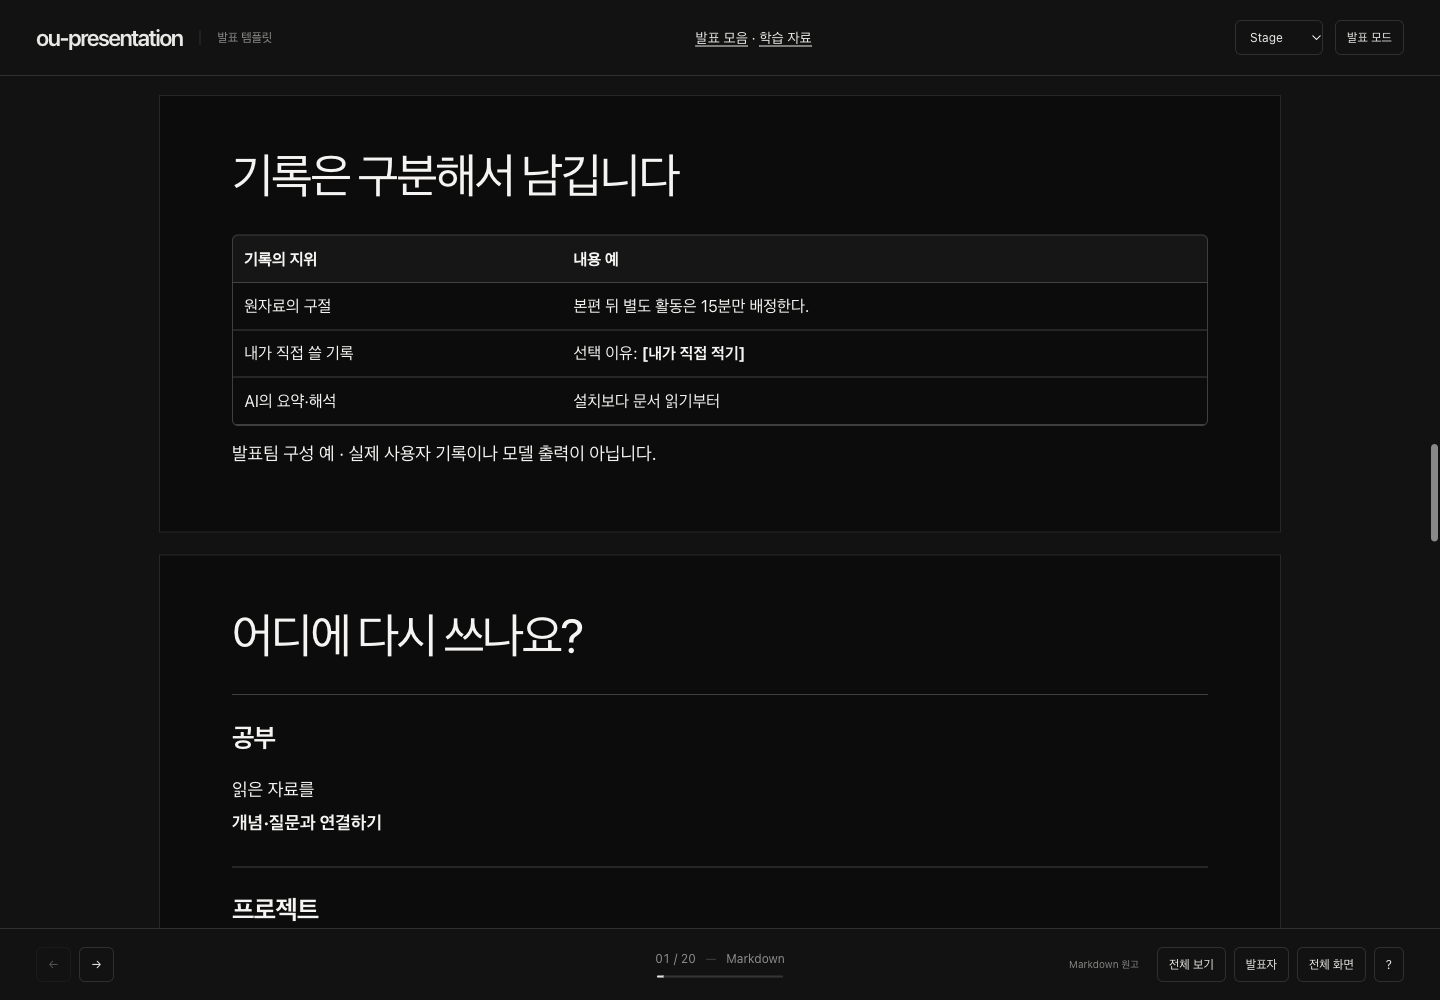 ou-presentation
발표 템플릿
발표 모음 · 학습 자료
Stage
발표 모드
기록은 구분해서 남깁니다
기록의 지위 내용 예
원자료의 구절 본편 뒤 별도 활동은 15분만 배정한다.
내가 직접 쓸 기록 선택 이유: [내가 직접 적기]
AI의 요약·해석 설치보다 문서 읽기부터
발표팀 구성 예 · 실제 사용자 기록이나 모델 출력이 아닙니다.
어디에 다시 쓰나요?
공부
읽은 자료를
개념·질문과 연결하기
프로젝트
← →
01 / 20 — Markdown
Markdown 원고
전체 보기
발표자
전체 화면
?